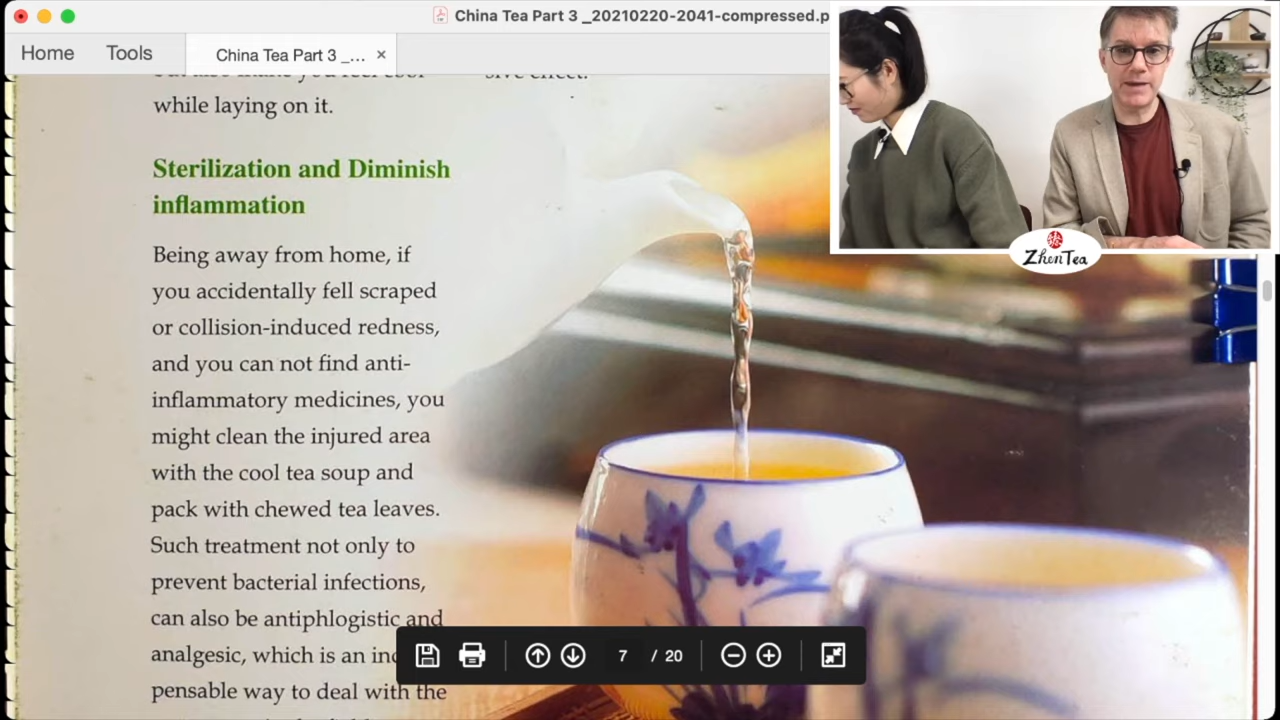 China Tea Part 3 _20210220-2041-compressed.p
Home
Tools
China Tea Part 3 _...
while laying on it.
sive effect.
Sterilization and Diminish
inflammation
Being away from home, if
you accidentally fell scraped
or collision-induced redness,
and you can not find anti-
inflammatory medicines, you
might clean the injured area
with the cool tea soup and
pack with chewed tea leaves.
Such treatment not only to
prevent bacterial infections,
can also be antiphlogistic and
analgesic, which is an in
pensable way to deal with the
7 / 20
ZhenTea